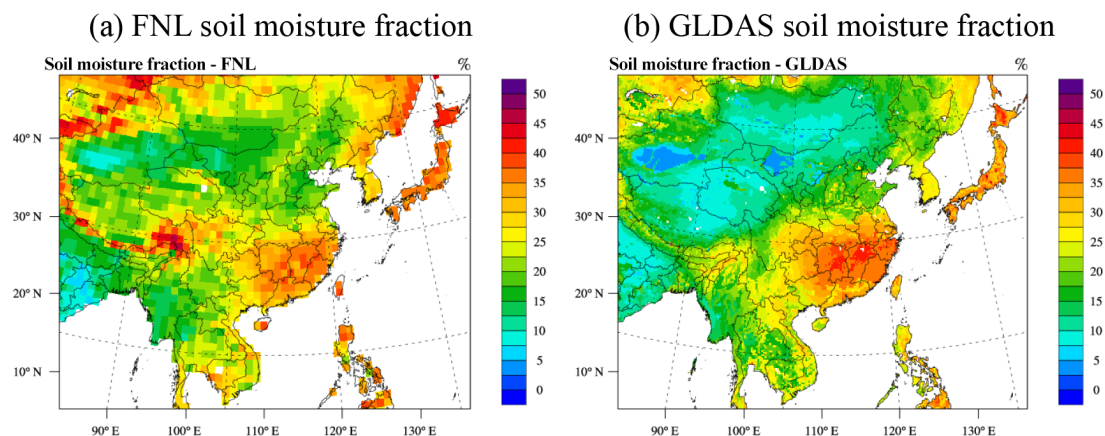 (a) FNL soil moisture fraction
(b) GLDAS soil moisture fraction
Soil moisture fraction - FNL
%
50
45
40
35
30
25
20
15
10
5
0
40° N
30° N
20° N
10° N
90° E
100° E
110° E
120° E
130° E
Soil moisture fraction - GLDAS
%
50
45
40
35
30
25
20
15
10
5
0
40° N
30° N
20° N
10° N
90° E
100° E
110° E
120° E
130° E